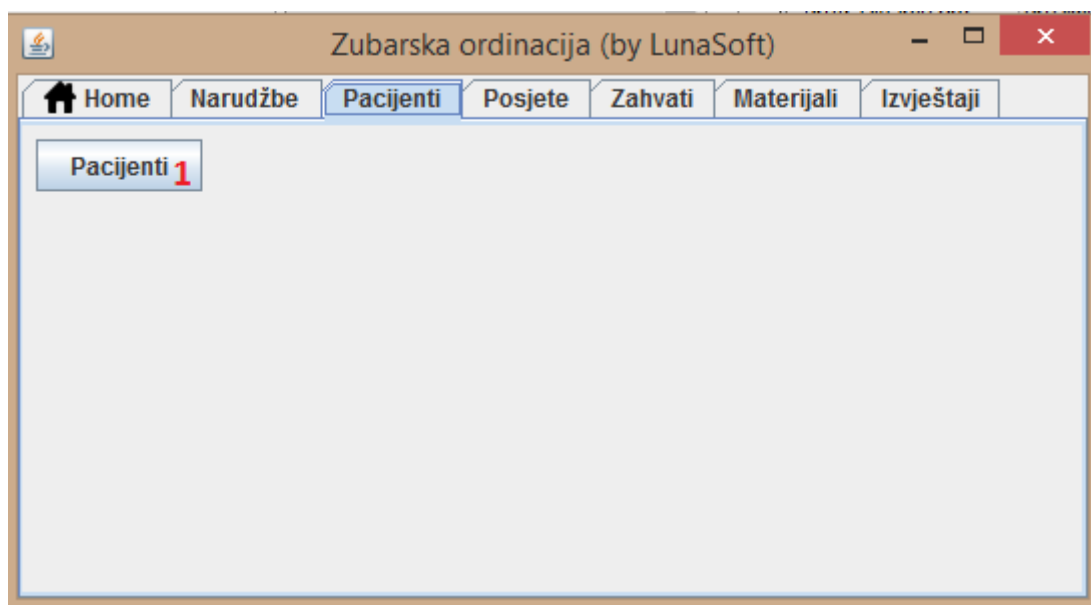 Zubarska ordinacija (by LunaSoft)
Home Narudžbe Pacijenti Posjete Zahvati Materijali Izvještaji
Pacijenti 1